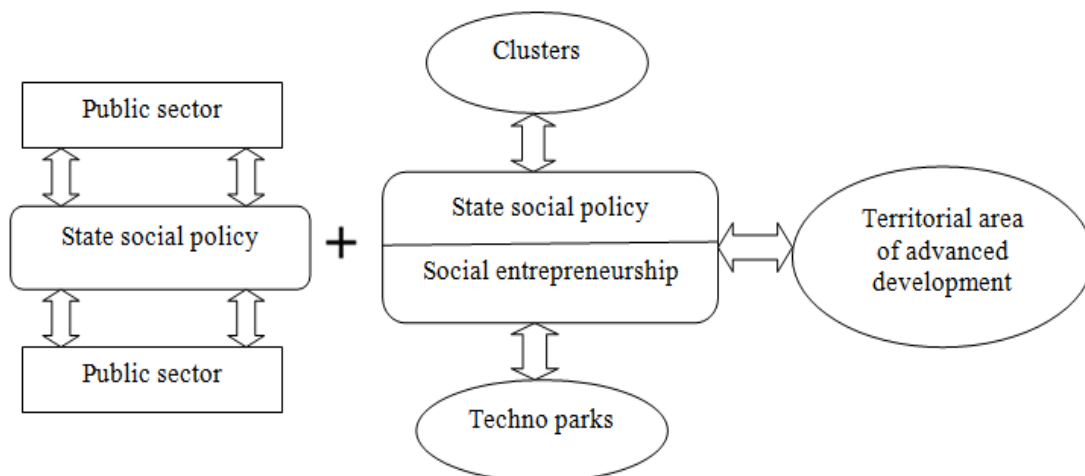 Public sector
State social policy
Public sector
+
Clusters
State social policy
Social entrepreneurship
Techno parks
Territorial area
of advanced
development